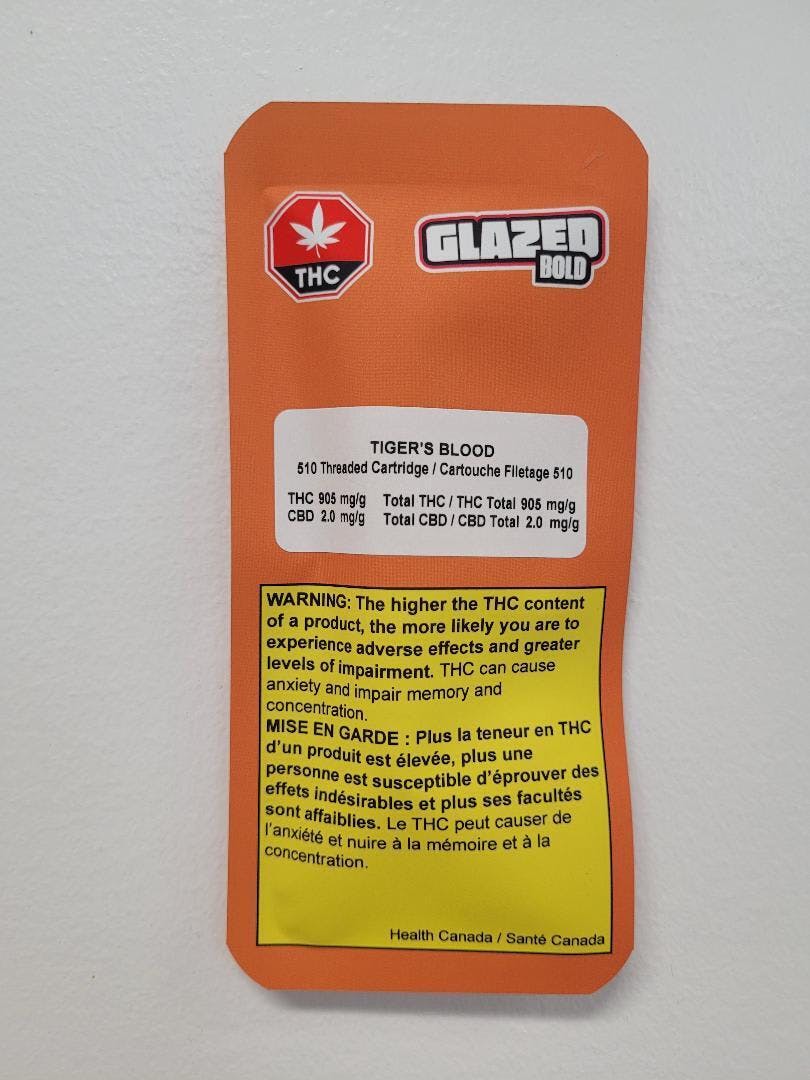 THC
GLAZED
BOLD
TIGER'S BLOOD
510 Threaded Cartridge / Cartouche Filetage 510
THC 905 mg/g Total THC / THC Total 905 mg/g
CBD 2.0 mg/g Total CBD / CBD Total 2.0 mg/g
WARNING: The higher the THC content
of a product, the more likely you are to
experience adverse effects and greater
levels of impairment. THC can cause
anxiety and impair memory and
concentration.
MISE EN GARDE : Plus la teneur en THC
d'un produit est élevée, plus une
personne est susceptible d'éprouver des
effets indésirables et plus ses facultés
sont affaiblies. Le THC peut causer de
l'anxiété et nuire à la mémoire et à la
concentration.
Health Canada / Santé Canada